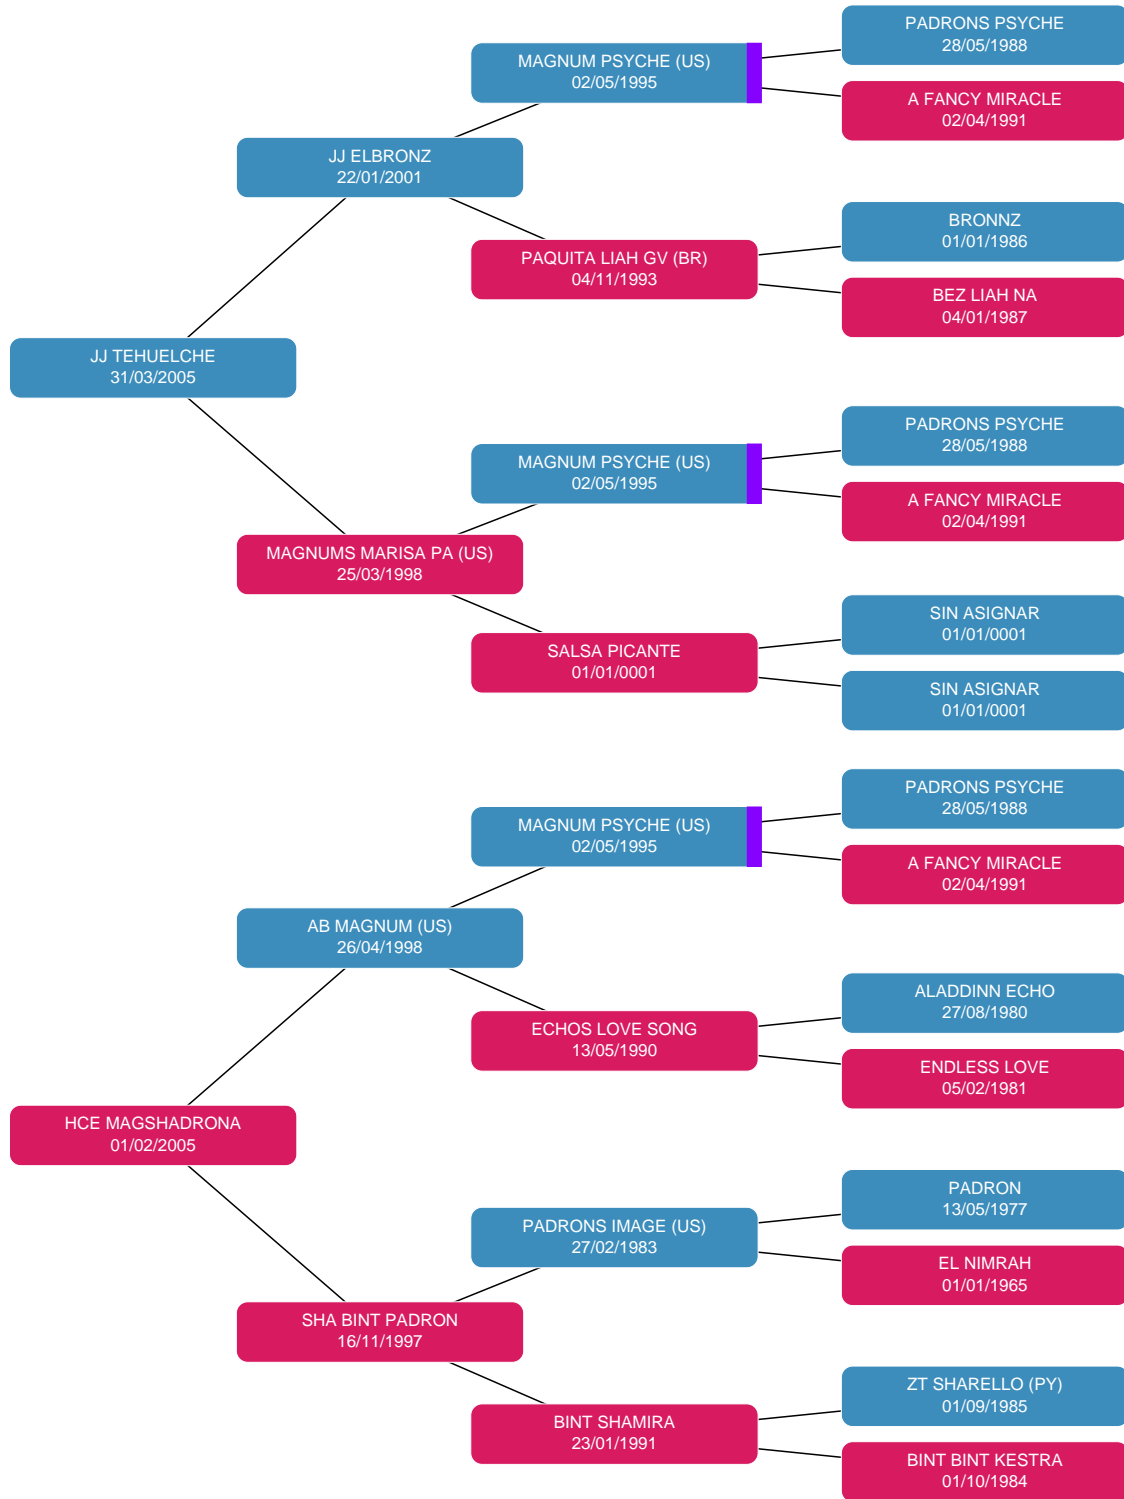 PADRONS PSYCHE
28/05/1988
MAGNUM PSYCHE (US)
02/05/1995
A FANCY MIRACLE
02/04/1991
JJ ELBRONZ
22/01/2001
BRONNZ
01/01/1986
PAQUITA LIAH GV (BR)
04/11/1993
BEZ LIAH NA
04/01/1987
JJ TEHUELCHE
31/03/2005
PADRONS PSYCHE
28/05/1988
MAGNUM PSYCHE (US)
02/05/1995
A FANCY MIRACLE
02/04/1991
MAGNUMS MARISA PA (US)
25/03/1998
SIN ASIGNAR
01/01/0001
SALSA PICANTE
01/01/0001
SIN ASIGNAR
01/01/0001
PADRONS PSYCHE
28/05/1988
MAGNUM PSYCHE (US)
02/05/1995
A FANCY MIRACLE
02/04/1991
AB MAGNUM (US)
26/04/1998
ALADDINN ECHO
27/08/1980
ECHOS LOVE SONG
13/05/1990
ENDLESS LOVE
05/02/1981
HCE MAGSHADRONA
01/02/2005
PADRON
13/05/1977
PADRONS IMAGE (US)
27/02/1983
EL NIMRAH
01/01/1965
SHA BINT PADRON
16/11/1997
ZT SHARELLO (PY)
01/09/1985
BINT SHAMIRA
23/01/1991
BINT BINT KESTRA
01/10/1984